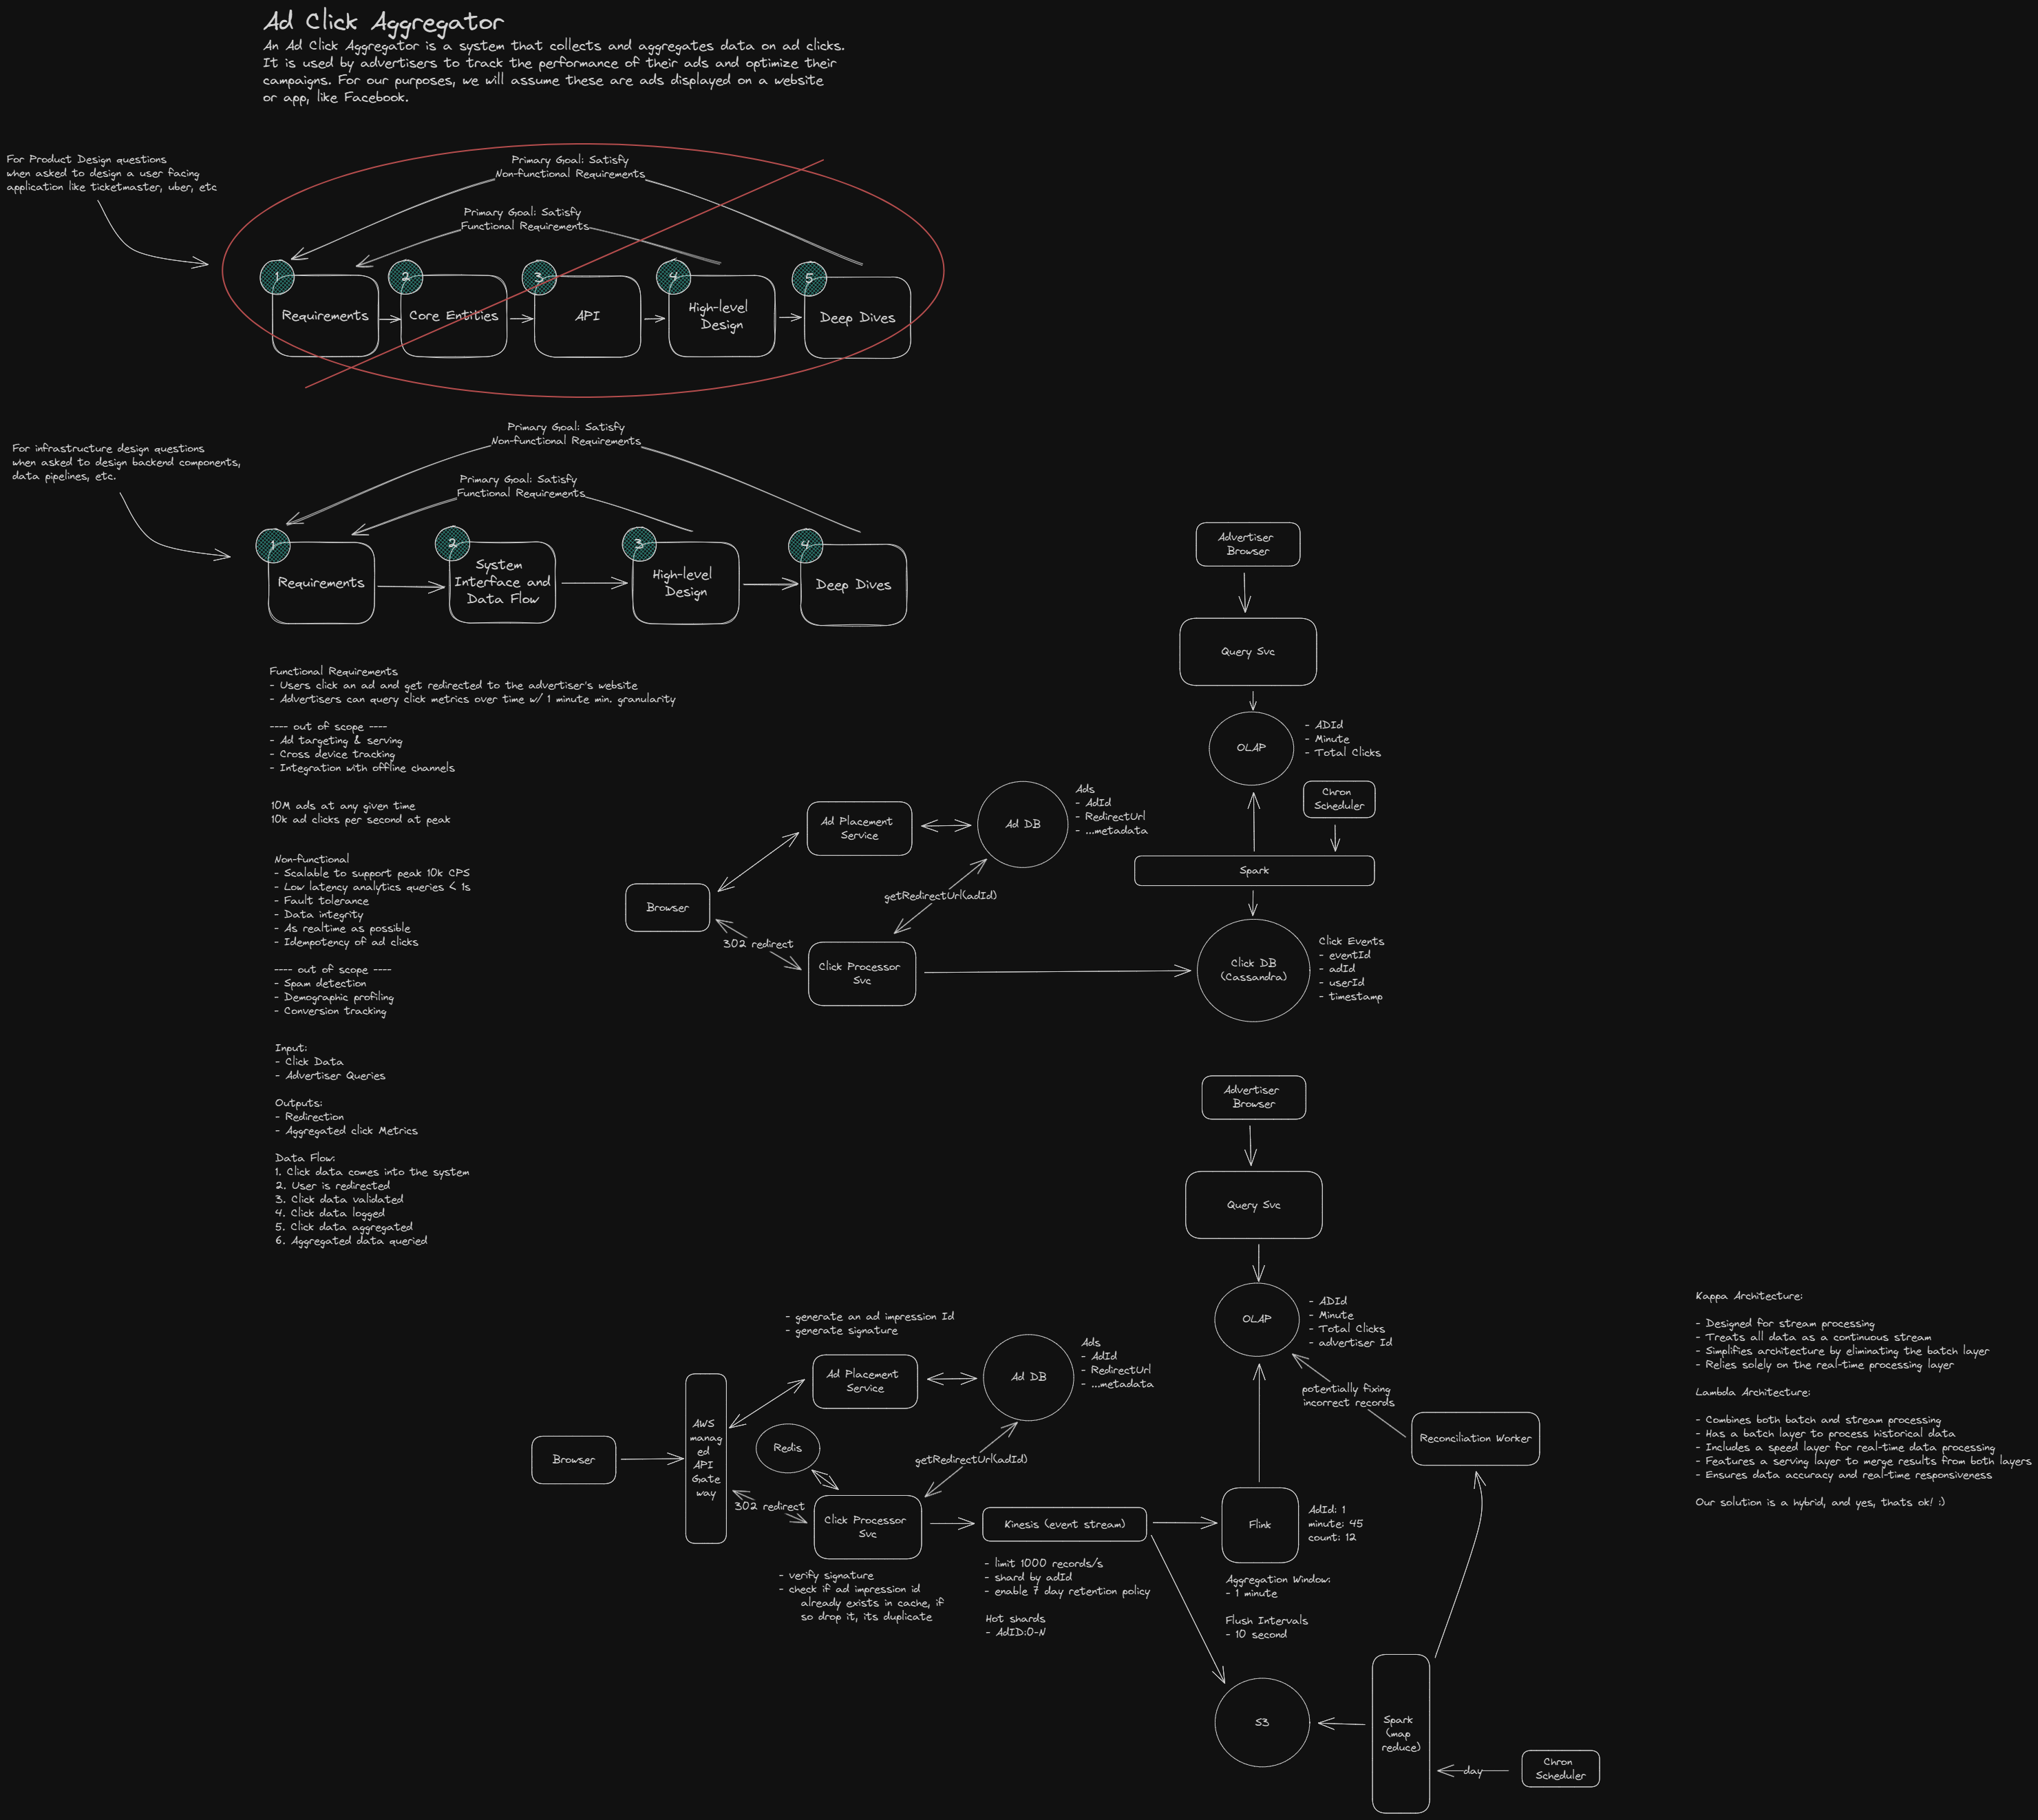 Ad Click Aggregator
An Ad Click Aggregator is a system that collects and aggregates data on ad clicks.
It is used by advertisers to track the performance of their ads and optimize their
campaigns. For our purposes, we will assume these are ads displayed on a website
or app, like Facebook.
For Product Design questions
when asked to design a user facing
application like ticketmaster, uber, etc
Primary Goal: Satisfy
Non-functional Requirements
Primary Goal: Satisfy
Functional Requirements
1
Requirements
2
Core Entities
3
API
4
High-level
Design
5
Deep Dives
For infrastructure design questions
when asked to design backend components,
data pipelines, etc.
Primary Goal: Satisfy
Non-functional Requirements
Primary Goal: Satisfy
Functional Requirements
1
Requirements
2
System
Interface and
Data Flow
3
High-level
Design
4
Deep Dives
Functional Requirements
- Users click an ad and get redirected to the advertiser's website
- Advertisers can query click metrics over time w/ 1 minute min. granularity
---- out of scope ----
- Ad targeting & serving
- Cross device tracking
- Integration with offline channels
10M ads at any given time
10k ad clicks per second at peak
Non-functional
- Scalable to support peak 10k CPS
- Low latency analytics queries < 1s
- Fault tolerance
- Data integrity
- As realtime as possible
- Idempotency of ad clicks
---- out of scope ----
- Spam detection
- Demographic profiling
- Conversion tracking
Input:
- Click Data
- Advertiser Queries
Outputs:
- Redirection
- Aggregated click Metrics
Data Flow:
1. Click data comes into the system
2. User is redirected
3. Click data validated
4. Click data logged
5. Click data aggregated
6. Aggregated data queried
Advertiser
Browser
Query Svc
OLAP
- ADId
- Minute
- Total Clicks
Chron
Scheduler
Spark
Ad Placement
Service
Ad DB
Ads
- AdId
- RedirectUrl
- ...metadata
getRedirectUrl(adId)
Browser
302 redirect
Click Processor
Svc
Click DB
(Cassandra)
Click Events
- eventId
- adId
- userId
- timestamp
Advertiser
Browser
Query Svc
OLAP
- ADId
- Minute
- Total Clicks
- advertiser Id
potentially fixing
incorrect records
Reconciliation Worker
- generate an ad impression Id
- generate signature
Ad Placement
Service
Ad DB
Ads
- AdId
- RedirectUrl
- ...metadata
Browser
AWS
manag
ed
API
Gate
way
Redis
getRedirectUrl(adId)
302 redirect
Click Processor
Svc
- verify signature
- check if ad impression id
already exists in cache, if
so drop it, its duplicate
Kinesis (event stream)
- limit 1000 records/s
- shard by adId
- enable 7 day retention policy
Hot shards
- AdID:0-N
Flink
AdId: 1
minute: 45
count: 12
Aggregation Window:
- 1 minute
Flush Intervals
- 10 second
S3
Spark
(map
reduce)
day
Chron
Scheduler
Kappa Architecture:
- Designed for stream processing
- Treats all data as a continuous stream
- Simplifies architecture by eliminating the batch layer
- Relies solely on the real-time processing layer
Lambda Architecture:
- Combines both batch and stream processing
- Has a batch layer to process historical data
- Includes a speed layer for real-time data processing
- Features a serving layer to merge results from both layers
- Ensures data accuracy and real-time responsiveness
Our solution is a hybrid, and yes, thats ok! :)